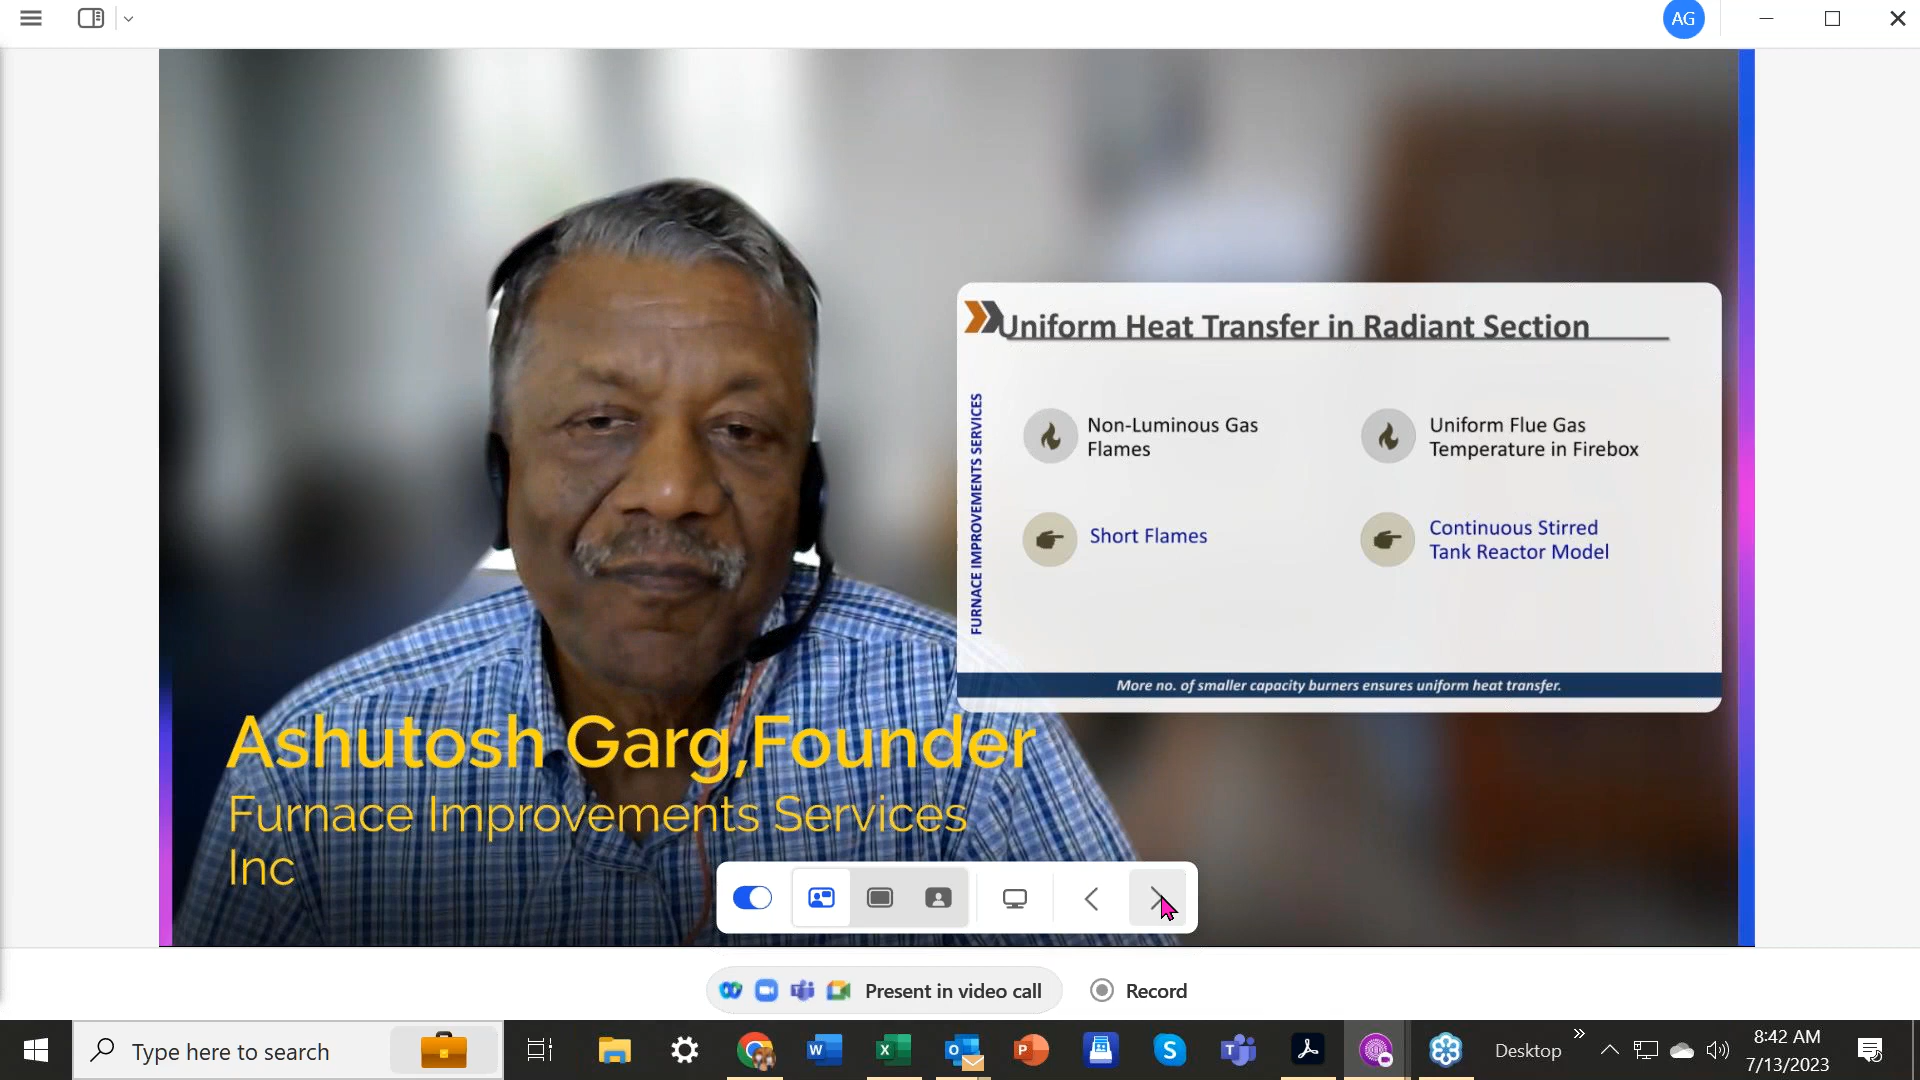 AG
Uniform Heat Transfer in Radiant Section
FURNACE IMPROVEMENTS SERVICES
Non-Luminous Gas
Flames
Uniform Flue Gas
Temperature in Firebox
Short Flames
Continuous Stirred
Tank Reactor Model
More no. of smaller capacity burners ensures uniform heat transfer.
Ashutosh Garg,Founder
Furnace Improvements Services
Inc
Present in video call
Record
Type here to search
Desktop
8:42 AM
7/13/2023